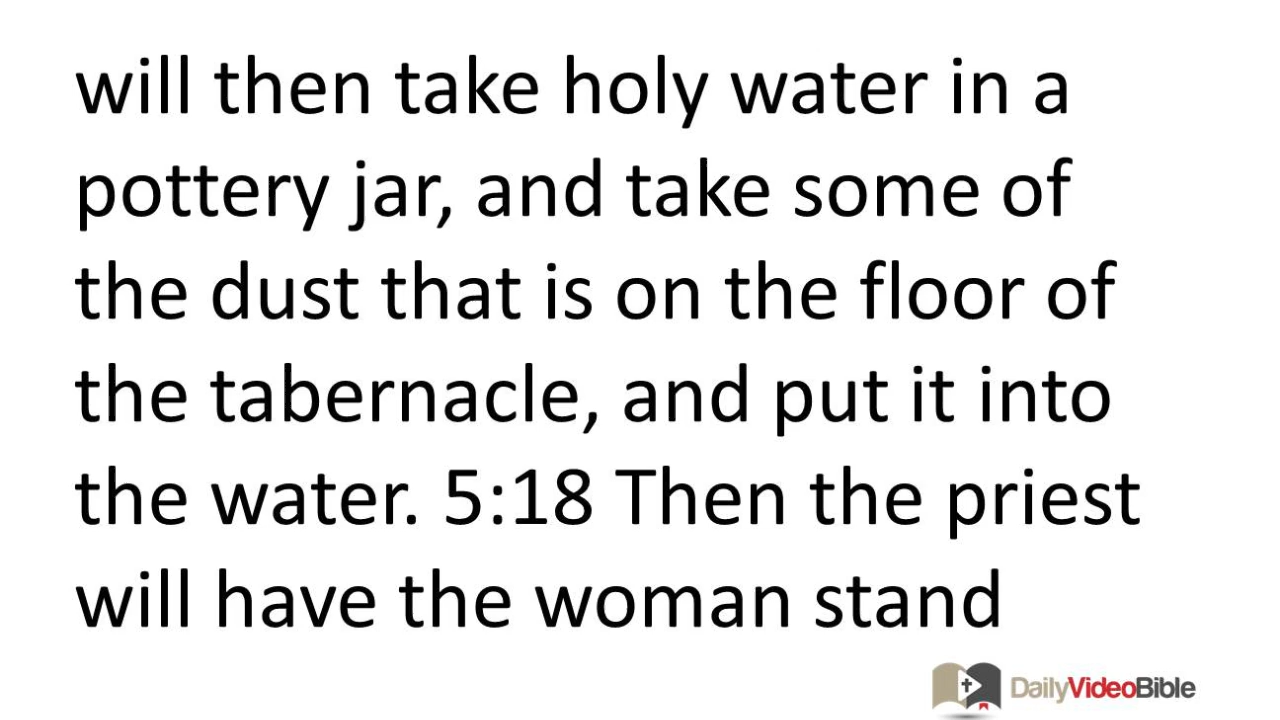 will then take holy water in a
pottery jar, and take some of
the dust that is on the floor of
the tabernacle, and put it into
the water. 5:18 Then the priest
will have the woman stand
DailyVideoBible